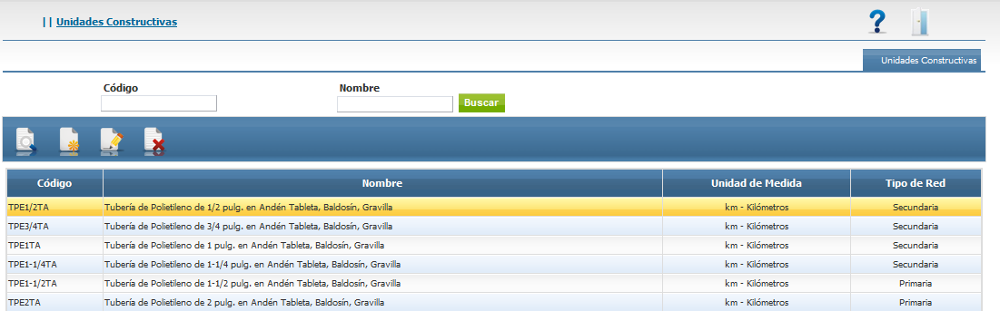 || Unidades Constructivas
?
Unidades Constructivas
Código Nombre
Buscar
Código Nombre Unidad de Medida Tipo de Red
TPE1/2TA Tubería de Polietileno de 1/2 pulg. en Andén Tableta, Baldosín, Gravilla km - Kilómetros Secundaria
TPE3/4TA Tubería de Polietileno de 3/4 pulg. en Andén Tableta, Baldosín, Gravilla km - Kilómetros Secundaria
TPE1TA Tubería de Polietileno de 1 pulg. en Andén Tableta, Baldosín, Gravilla km - Kilómetros Secundaria
TPE1-1/4TA Tubería de Polietileno de 1-1/4 pulg. en Andén Tableta, Baldosín, Gravilla km - Kilómetros Secundaria
TPE1-1/2TA Tubería de Polietileno de 1-1/2 pulg. en Andén Tableta, Baldosín, Gravilla km - Kilómetros Primaria
TPE2TA Tubería de Polietileno de 2 pulg. en Andén Tableta, Baldosín, Gravilla km - Kilómetros Primaria